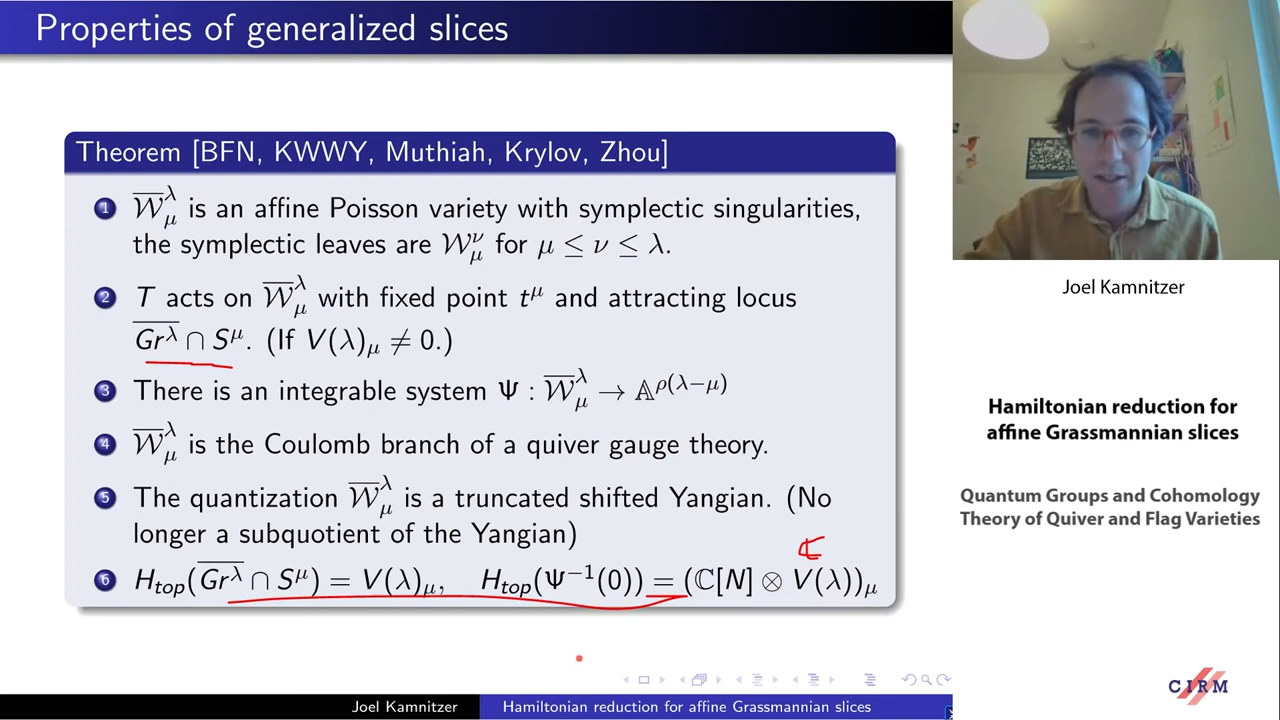 Properties of generalized slices
Theorem [BFN, KWWY, Muthiah, Krylov, Zhou]
1 $\overline{\mathcal{W}}^\lambda_\mu$ is an affine Poisson variety with symplectic singularities,
the symplectic leaves are $\mathcal{W}^\nu_\mu$ for μ ≤ ν ≤ λ.
2 T acts on $\overline{\mathcal{W}}^\lambda_\mu$ with fixed point $t^\mu$ and attracting locus
$\overline{Gr^\lambda} \cap S^\mu$. (If $V(\lambda)_\mu \neq 0$.)
3 There is an integrable system $\Psi : \overline{\mathcal{W}}^\lambda_\mu \to \mathbb{A}^{\rho(\lambda-\mu)}$
4 $\overline{\mathcal{W}}^\lambda_\mu$ is the Coulomb branch of a quiver gauge theory.
5 The quantization $\overline{\mathcal{W}}^\lambda_\mu$ is a truncated shifted Yangian. (No
longer a subquotient of the Yangian)
ℂ
6 $H_{top}(\overline{Gr^\lambda} \cap S^\mu) = V(\lambda)_\mu, \quad H_{top}(\Psi^{-1}(0)) = (\mathbb{C}[N] \otimes V(\lambda))_\mu$
Joel Kamnitzer
Hamiltonian reduction for affine Grassmannian slices
Joel Kamnitzer
Hamiltonian reduction for
affine Grassmannian slices
Quantum Groups and Cohomology
Theory of Quiver and Flag Varieties
CIRM